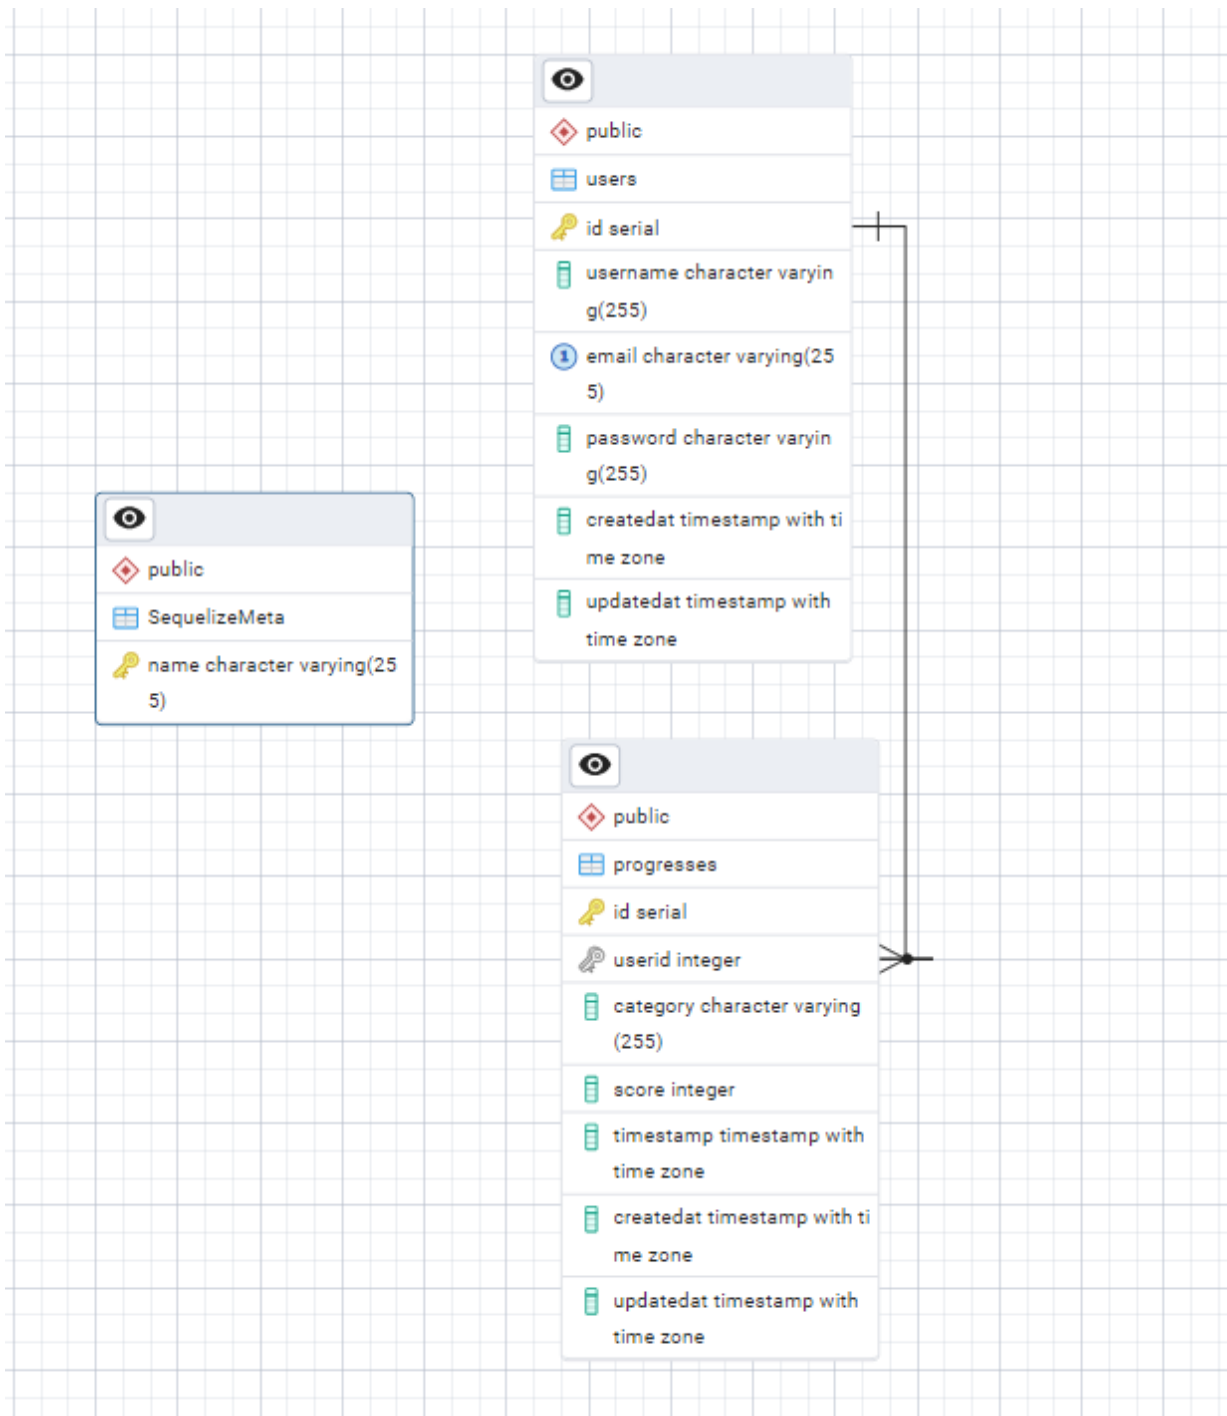 public
users
id serial
username character varyin
g(255)
1
email character varying(25
5)
password character varyin
g(255)
createdat timestamp with ti
me zone
updatedat timestamp with
time zone
public
SequelizeMeta
name character varying(25
5)
public
progresses
id serial
userid integer
category character varying
(255)
score integer
timestamp timestamp with
time zone
createdat timestamp with ti
me zone
updatedat timestamp with
time zone